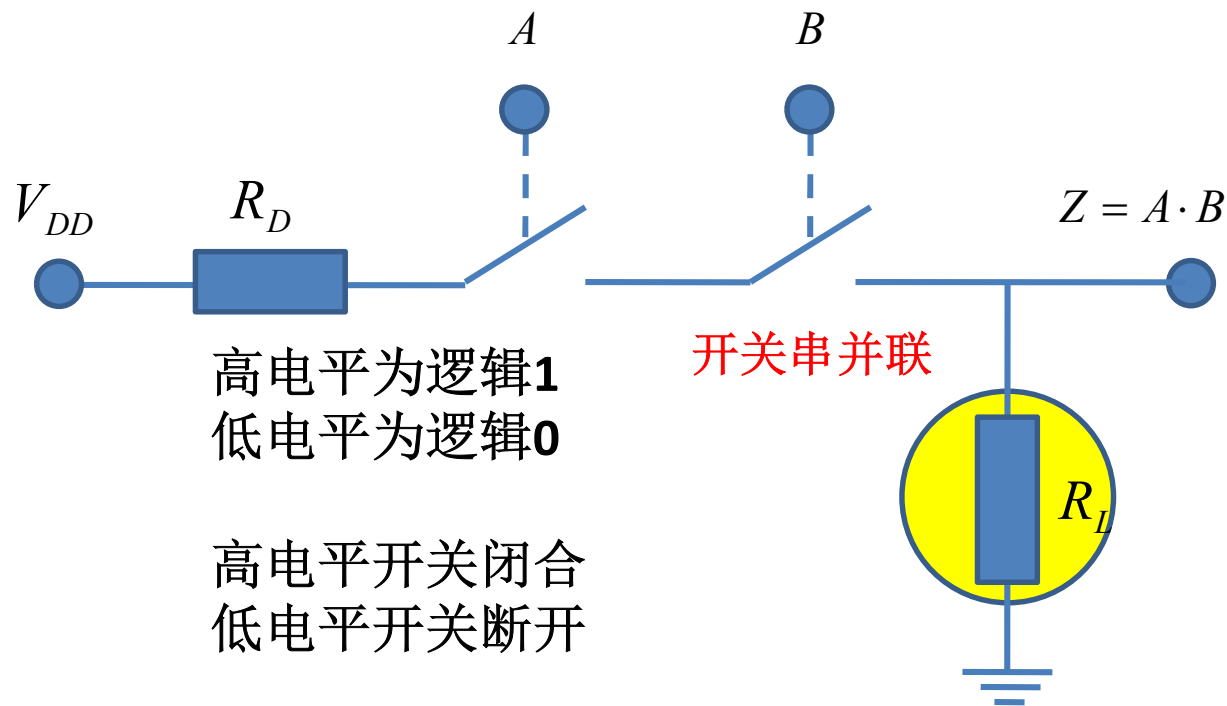 A
B
V_DD
R_D
Z = A · B
高电平为逻辑1
低电平为逻辑0
开关串并联
R_L
高电平开关闭合
低电平开关断开